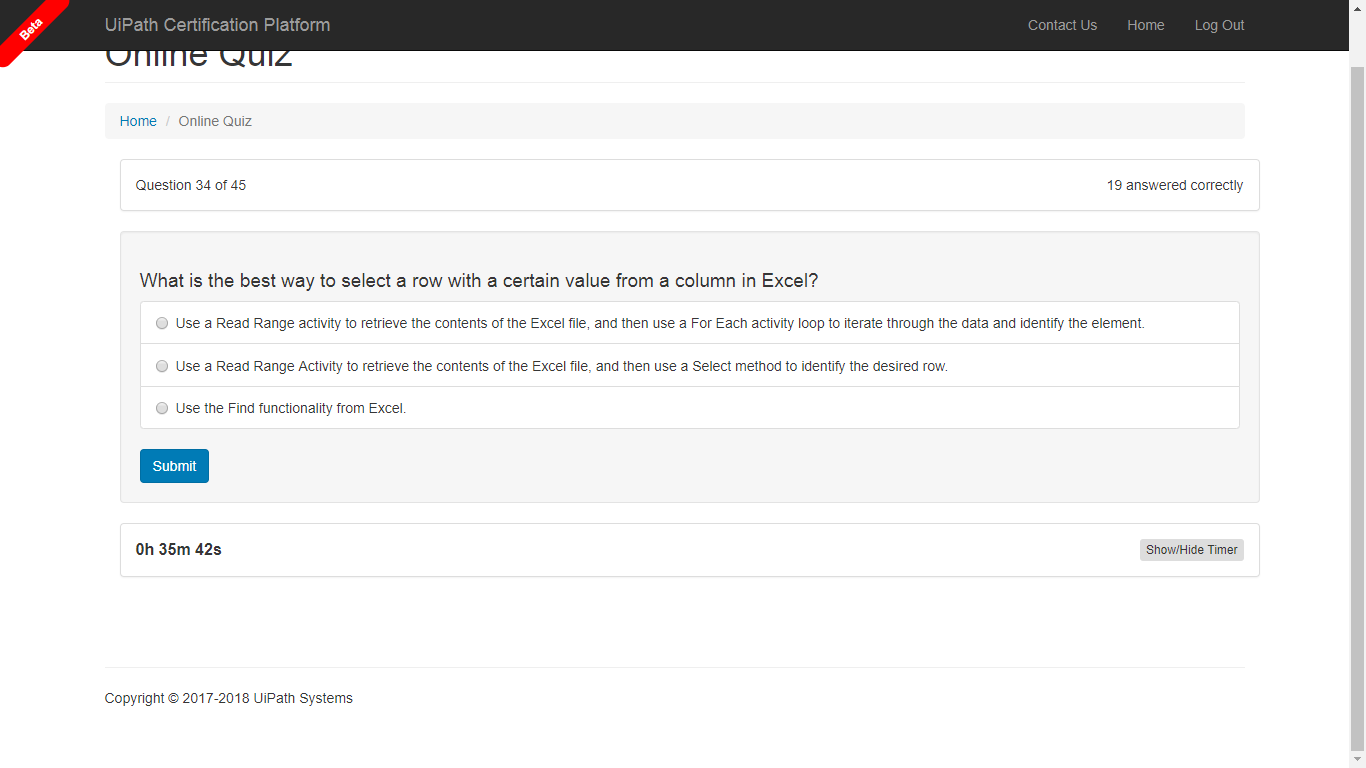 Beta
UiPath Certification Platform
Contact Us
Home
Log Out
Online Quiz
Home / Online Quiz
Question 34 of 45
19 answered correctly
What is the best way to select a row with a certain value from a column in Excel?
Use a Read Range activity to retrieve the contents of the Excel file, and then use a For Each activity loop to iterate through the data and identify the element.
Use a Read Range Activity to retrieve the contents of the Excel file, and then use a Select method to identify the desired row.
Use the Find functionality from Excel.
Submit
0h 35m 42s
Show/Hide Timer
Copyright © 2017-2018 UiPath Systems